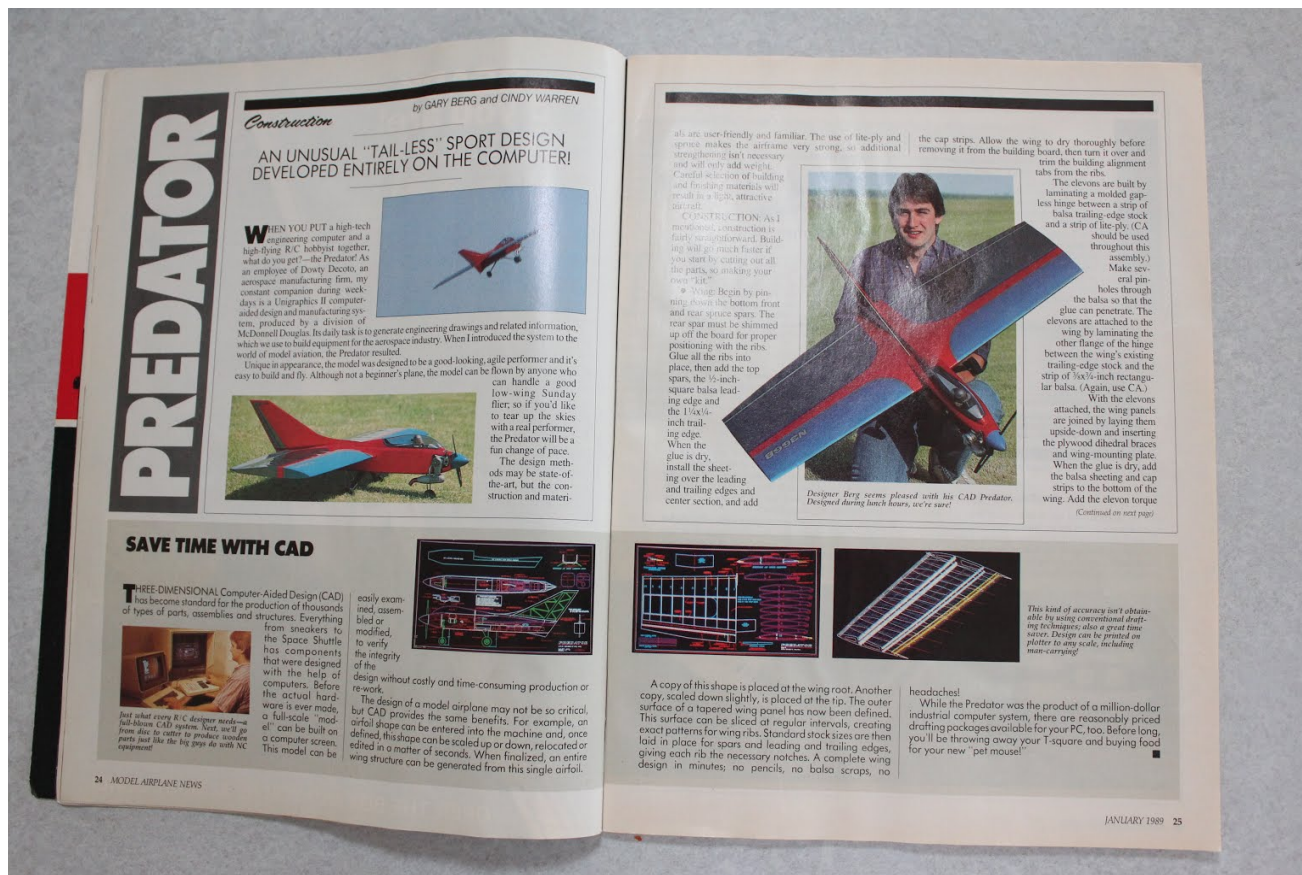 PREDATOR
by GARY BERG and CINDY WARREN
Construction
AN UNUSUAL "TAIL-LESS" SPORT DESIGN
DEVELOPED ENTIRELY ON THE COMPUTER!
WHEN YOU PUT a high-tech
engineering computer and a
high-flying R/C hobbyist together,
what do you get?—the Predator! As
an employee of Dowty Decoto, an
aerospace manufacturing firm, my
constant companion during week-
days is a Unigraphics II computer-
aided design and manufacturing sys-
tem, produced by a division of
McDonnell Douglas. Its daily task is to generate engineering drawings and related information,
which we use to build equipment for the aerospace industry. When I introduced the system to the
world of model aviation, the Predator resulted.
Unique in appearance, the model was designed to be a good-looking, agile performer and it's
easy to build and fly. Although not a beginner's plane, the model can be flown by anyone who
can handle a good
low-wing Sunday
flier; so if you'd like
to tear up the skies
with a real performer,
the Predator will be a
fun change of pace.
The design meth-
ods may be state-of-
the-art, but the con-
struction and materi-
als are user-friendly and familiar. The use of lite-ply and
spruce makes the airframe very strong, so additional
strengthening isn't necessary
and will only add weight.
Careful selection of building
and finishing materials will
result in a light, attractive
aircraft.
CONSTRUCTION: As I
mentioned, construction is
fairly straightforward. Build-
ing will go much faster if
you start by cutting out all
the parts, so making your
own "kit."
• Wing: Begin by pin-
ning down the bottom front
and rear spruce spars. The
rear spar must be shimmed
up off the board for proper
positioning with the ribs.
Glue all the ribs into
place, then add the top
spars, the ½-inch-
square balsa lead-
ing edge and
the 1¼x¼-
inch trail-
ing edge.
When the
glue is dry,
install the sheet-
ing over the leading
and trailing edges and
center section, and add
the cap strips. Allow the wing to dry thoroughly before
removing it from the building board, then turn it over and
trim the building alignment
tabs from the ribs.
The elevons are built by
laminating a molded gap-
less hinge between a strip of
balsa trailing-edge stock
and a strip of lite-ply. (CA
should be used
throughout this
assembly.)
Make sev-
eral pin-
holes through
the balsa so that the
glue can penetrate. The
elevons are attached to the
wing by laminating the
other flange of the hinge
between the wing's existing
trailing-edge stock and the
strip of rectangu-
lar balsa. (Again, use CA.)
With the elevons
attached, the wing panels
are joined by laying them
upside-down and inserting
the plywood dihedral braces
and wing-mounting plate.
When the glue is dry, add
the balsa sheeting and cap
strips to the bottom of the
wing. Add the elevon torque
(Continued on next page)
Designer Berg seems pleased with his CAD Predator.
Designed during lunch hours, we're sure!
SAVE TIME WITH CAD
THREE-DIMENSIONAL Computer-Aided Design (CAD)
has become standard for the production of thousands
of types of parts, assemblies and structures. Everything
from sneakers to
the Space Shuttle
has components
that were designed
with the help of
computers. Before
the actual hard-
ware is ever made,
a full-scale "mod-
el" can be built on
a computer screen.
This model can be
Just what every R/C designer needs—a
full-blown CAD system. Next, we'll go
from disc to cutter to produce wooden
parts just like the big guys do with NC
equipment!
easily exam-
ined, assem-
bled or
modified,
to verify
the integrity
of the
design without costly and time-consuming production or
re-work.
The design of a model airplane may not be so critical,
but CAD provides the same benefits. For example, an
airfoil shape can be entered into the machine and, once
defined, this shape can be scaled up or down, relocated or
edited in a matter of seconds. When finalized, an entire
wing structure can be generated from this single airfoil.
A copy of this shape is placed at the wing root. Another
copy, scaled down slightly, is placed at the tip. The outer
surface of a tapered wing panel has now been defined.
This surface can be sliced at regular intervals, creating
exact patterns for wing ribs. Standard stock sizes are then
laid in place for spars and leading and trailing edges,
giving each rib the necessary notches. A complete wing
design in minutes; no pencils, no balsa scraps, no
headaches!
While the Predator was the product of a million-dollar
industrial computer system, there are reasonably priced
drafting packages available for your PC, too. Before long,
you'll be throwing away your T-square and buying food
for your new "pet mouse!"
This kind of accuracy isn't obtain-
able by using conventional draft-
ing techniques; also a great time
saver. Design can be printed on
plotter to any scale, including
man-carrying!
24 MODEL AIRPLANE NEWS
JANUARY 1989 25